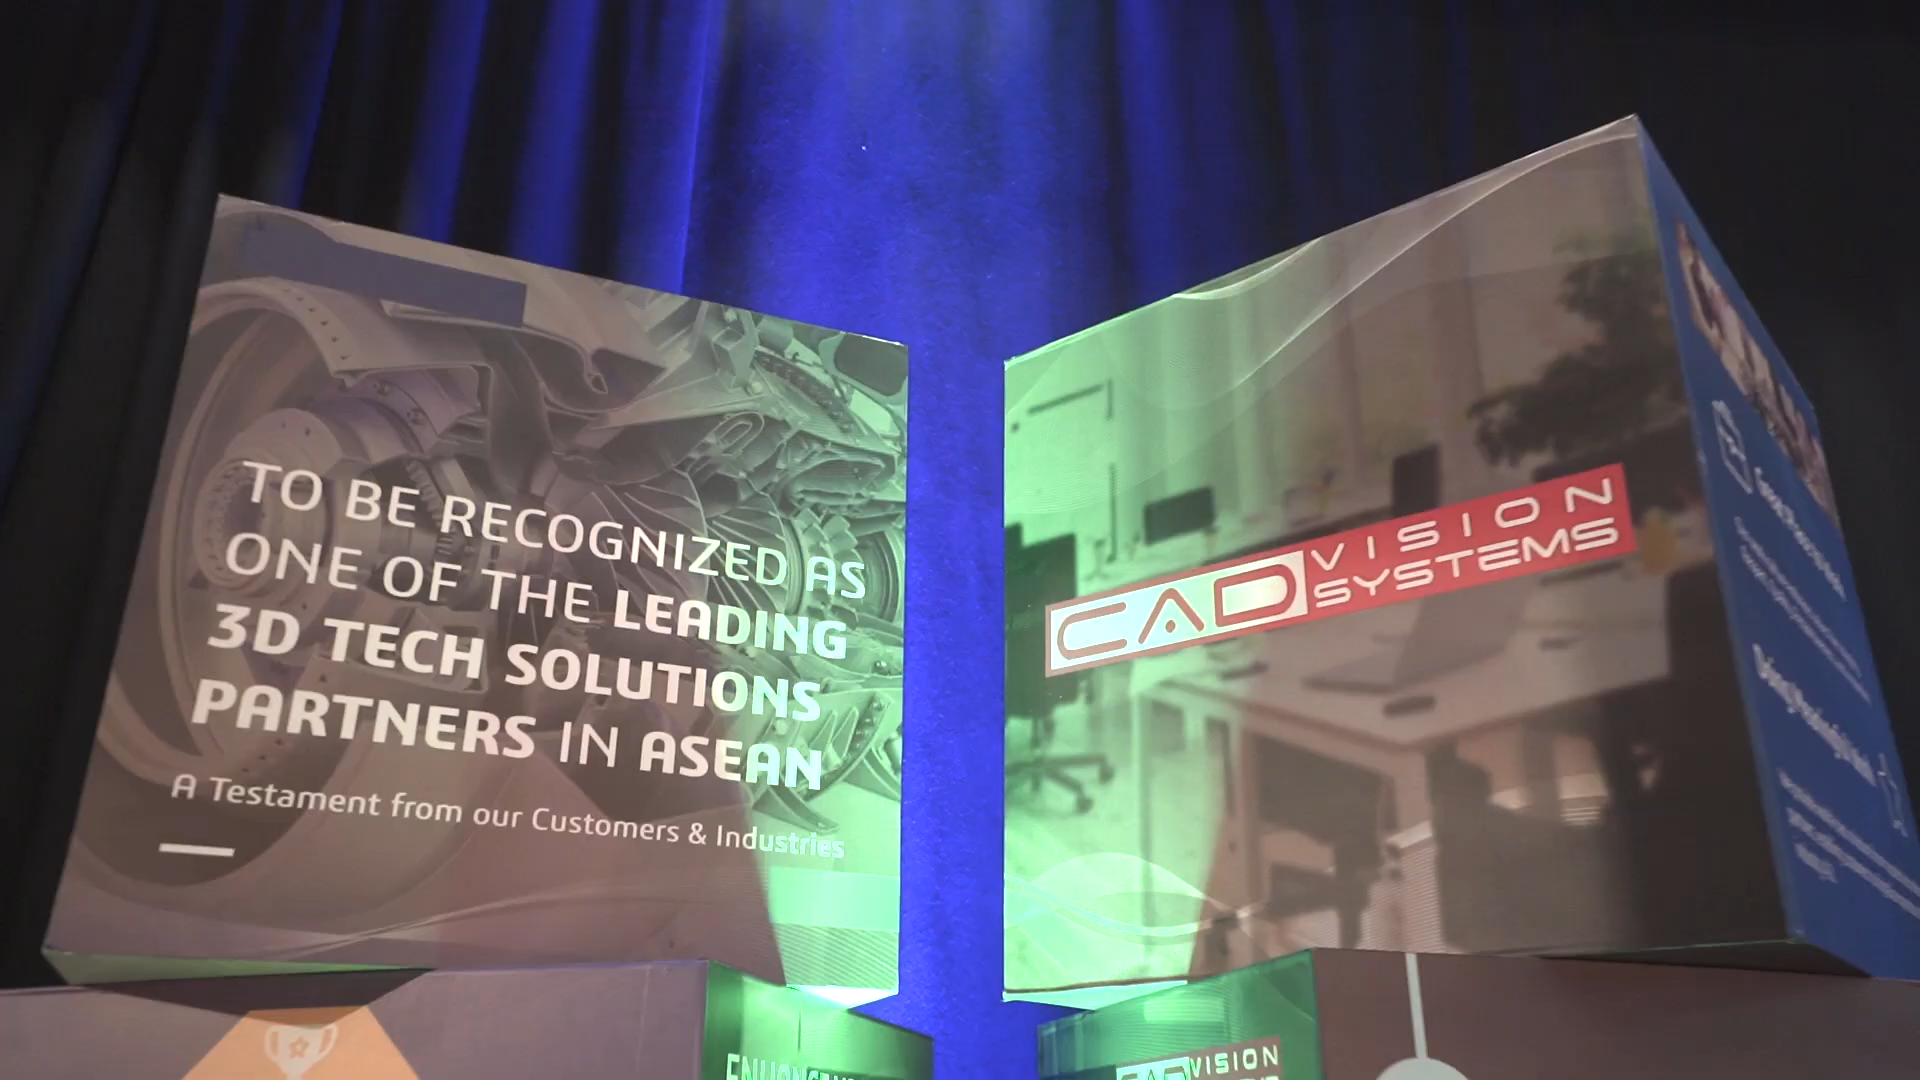 TO BE RECOGNIZED AS
ONE OF THE LEADING
3D TECH SOLUTIONS
PARTNERS IN ASEAN
A Testament from our Customers & Industries
CAD VISION
SYSTEMS
CAD VISION